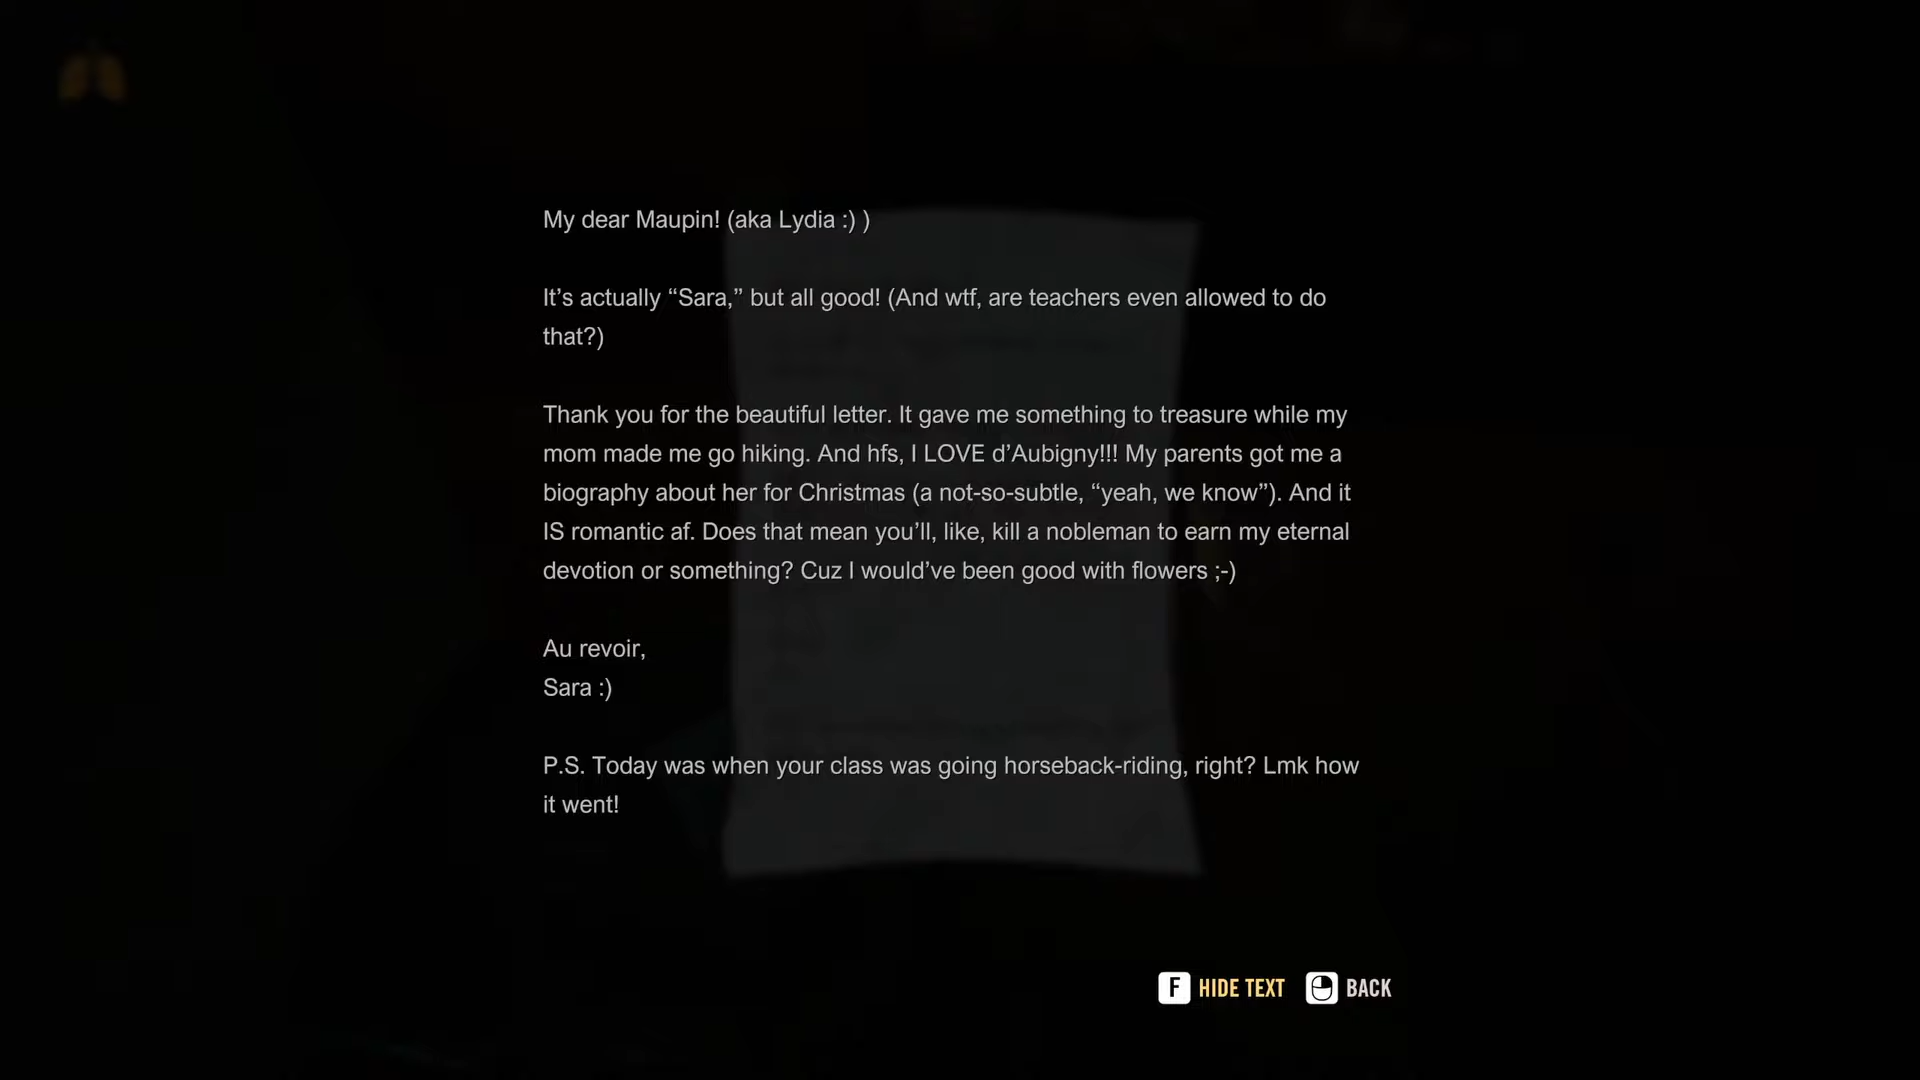 My dear Maupin! (aka Lydia :) )
It’s actually “Sara,” but all good! (And wtf, are teachers even allowed to do
that?)
Thank you for the beautiful letter. It gave me something to treasure while my
mom made me go hiking. And hfs, I LOVE d’Aubigny!!! My parents got me a
biography about her for Christmas (a not-so-subtle, “yeah, we know”). And it
IS romantic af. Does that mean you’ll, like, kill a nobleman to earn my eternal
devotion or something? Cuz I would’ve been good with flowers ;-)
Au revoir,
Sara :)
P.S. Today was when your class was going horseback-riding, right? Lmk how
it went!
F HIDE TEXT BACK